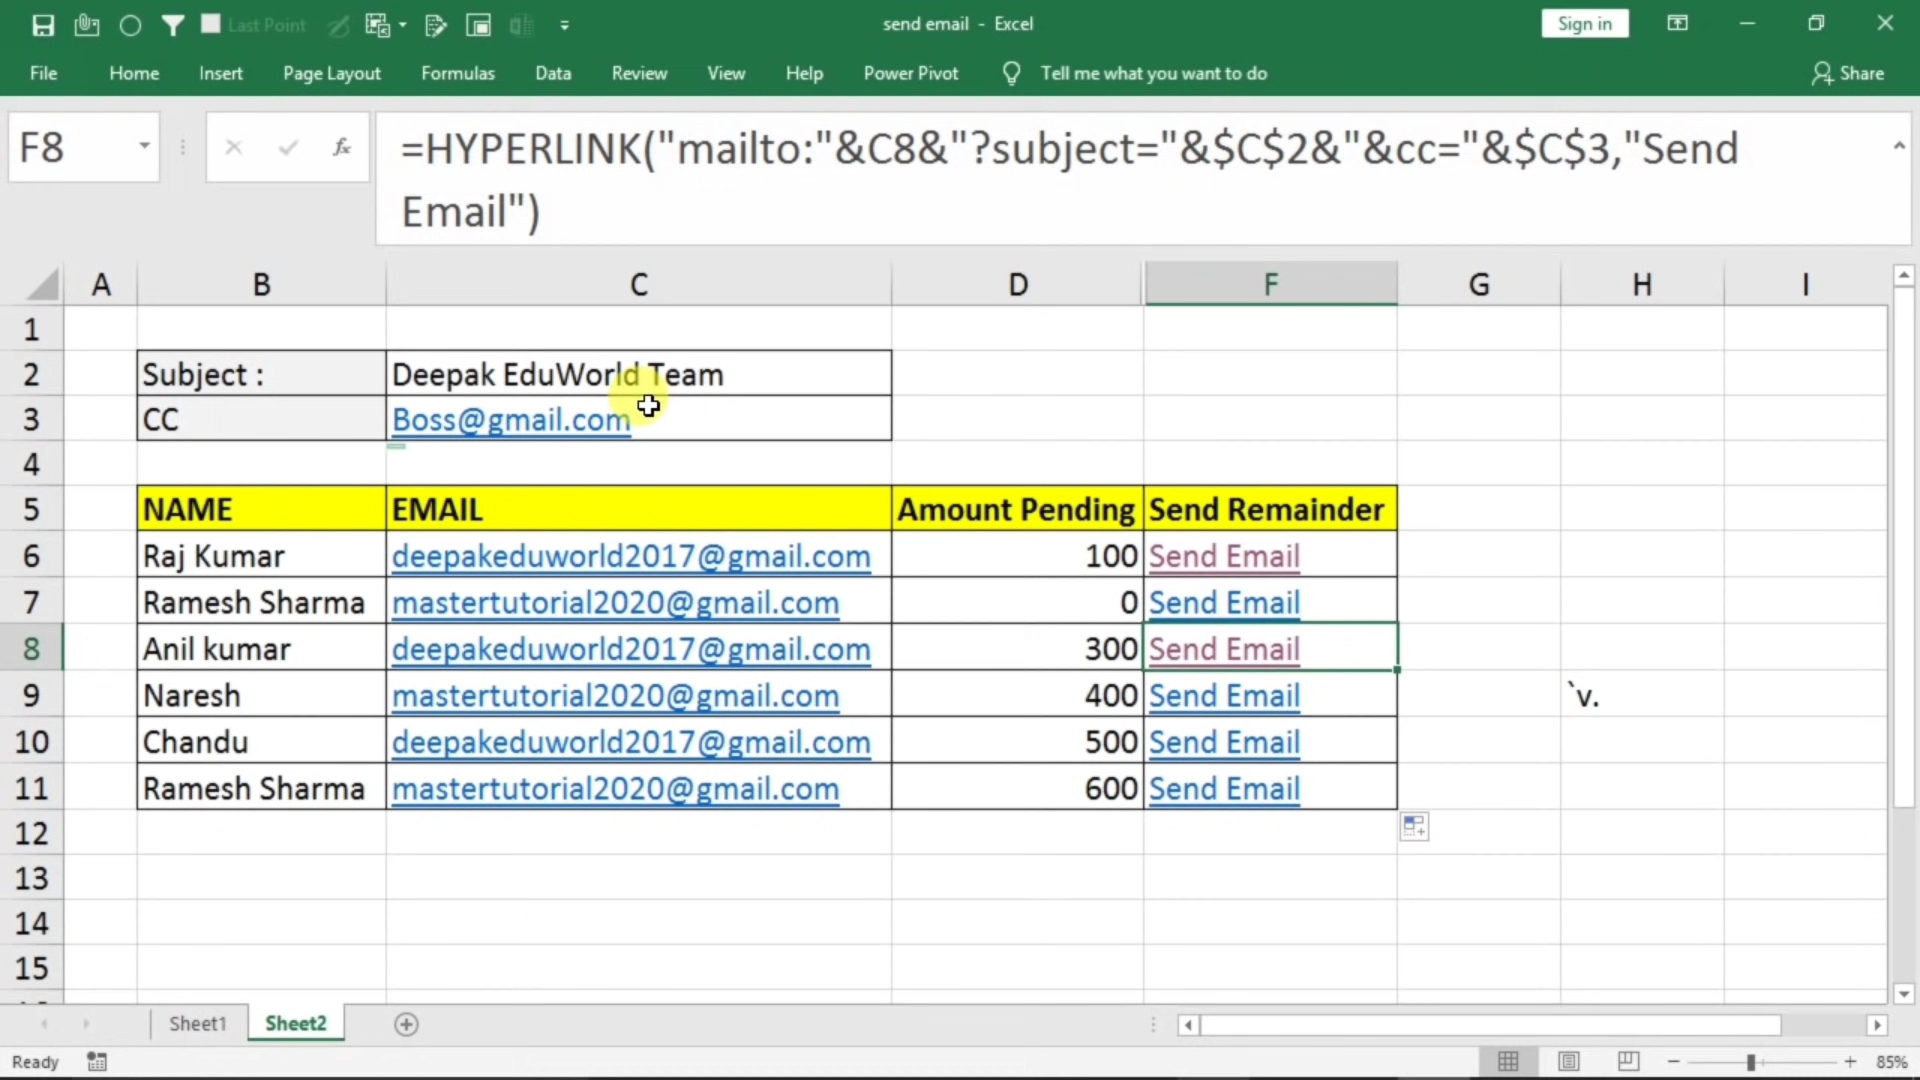 Last Point
send email - Excel
Sign in
File Home Insert Page Layout Formulas Data Review View Help Power Pivot Tell me what you want to do Share
F8
fx
=HYPERLINK("mailto:"&C8&"?subject="&$C$2&"&cc="&$C$3,"Send
Email")
A B C D F G H I
1
2 Subject : Deepak EduWorld Team
3 CC Boss@gmail.com
4
5 NAME EMAIL Amount Pending Send Remainder
6 Raj Kumar deepakeduworld2017@gmail.com 100 Send Email
7 Ramesh Sharma mastertutorial2020@gmail.com 0 Send Email
8 Anil kumar deepakeduworld2017@gmail.com 300 Send Email
9 Naresh mastertutorial2020@gmail.com 400 Send Email `v.
10 Chandu deepakeduworld2017@gmail.com 500 Send Email
11 Ramesh Sharma mastertutorial2020@gmail.com 600 Send Email
12
13
14
15
Sheet1 Sheet2
Ready
85%